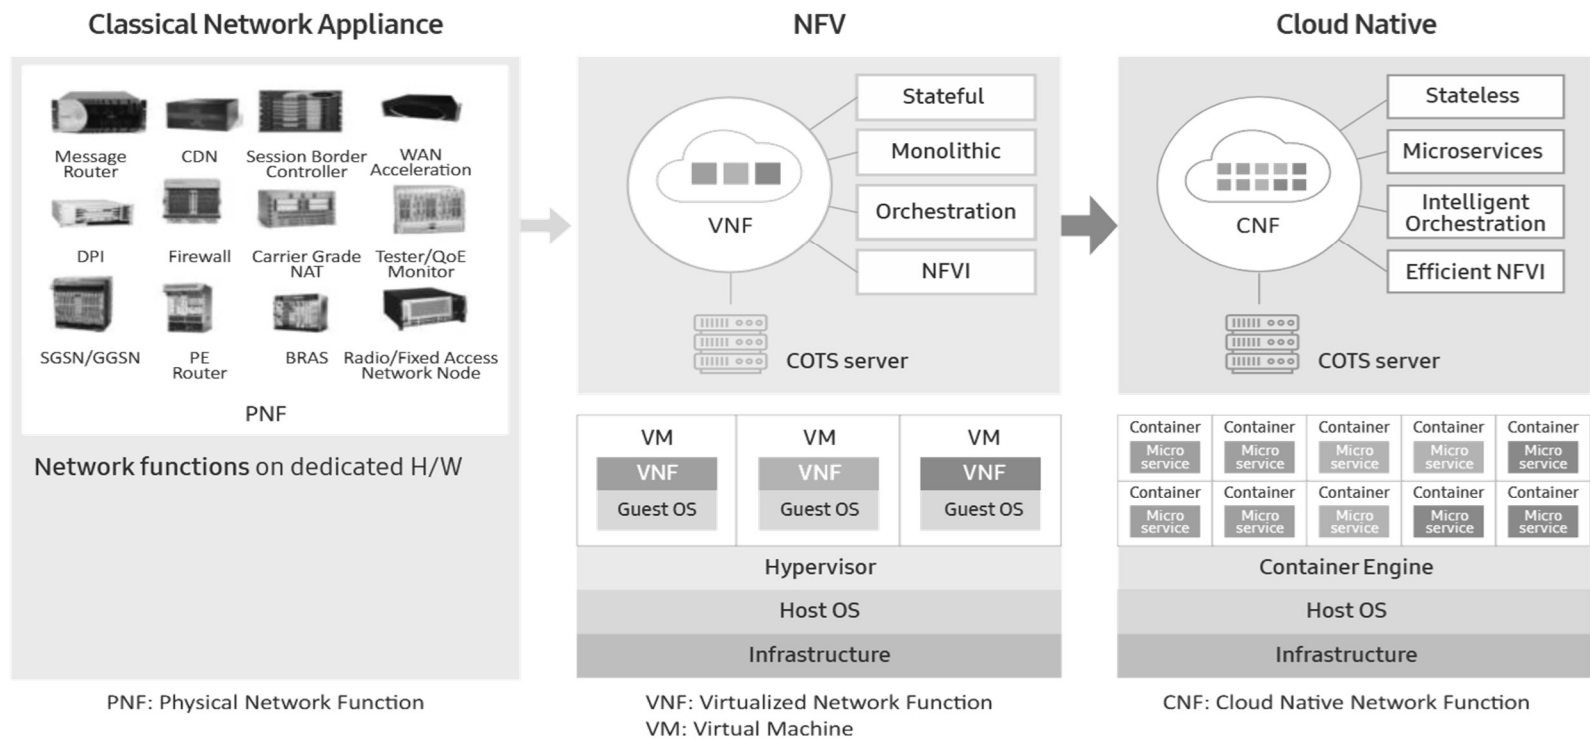 Classical Network Appliance
Message
Router
CDN
Session Border
Controller
WAN
Acceleration
DPI
Firewall
Carrier Grade
NAT
Tester/QoE
Monitor
SGSN/GGSN
PE
Router
BRAS
Radio/Fixed Access
Network Node
PNF
Network functions on dedicated H/W
PNF: Physical Network Function
NFV
VNF
Stateful
Monolithic
Orchestration
NFVI
COTS server
VM
VNF
Guest OS
VM
VNF
Guest OS
VM
VNF
Guest OS
Hypervisor
Host OS
Infrastructure
VNF: Virtualized Network Function
VM: Virtual Machine
Cloud Native
CNF
Stateless
Microservices
Intelligent
Orchestration
Efficient NFVI
COTS server
Container
Micro
service
Container
Micro
service
Container
Micro
service
Container
Micro
service
Container
Micro
service
Container
Micro
service
Container
Micro
service
Container
Micro
service
Container
Micro
service
Container
Micro
service
Container Engine
Host OS
Infrastructure
CNF: Cloud Native Network Function